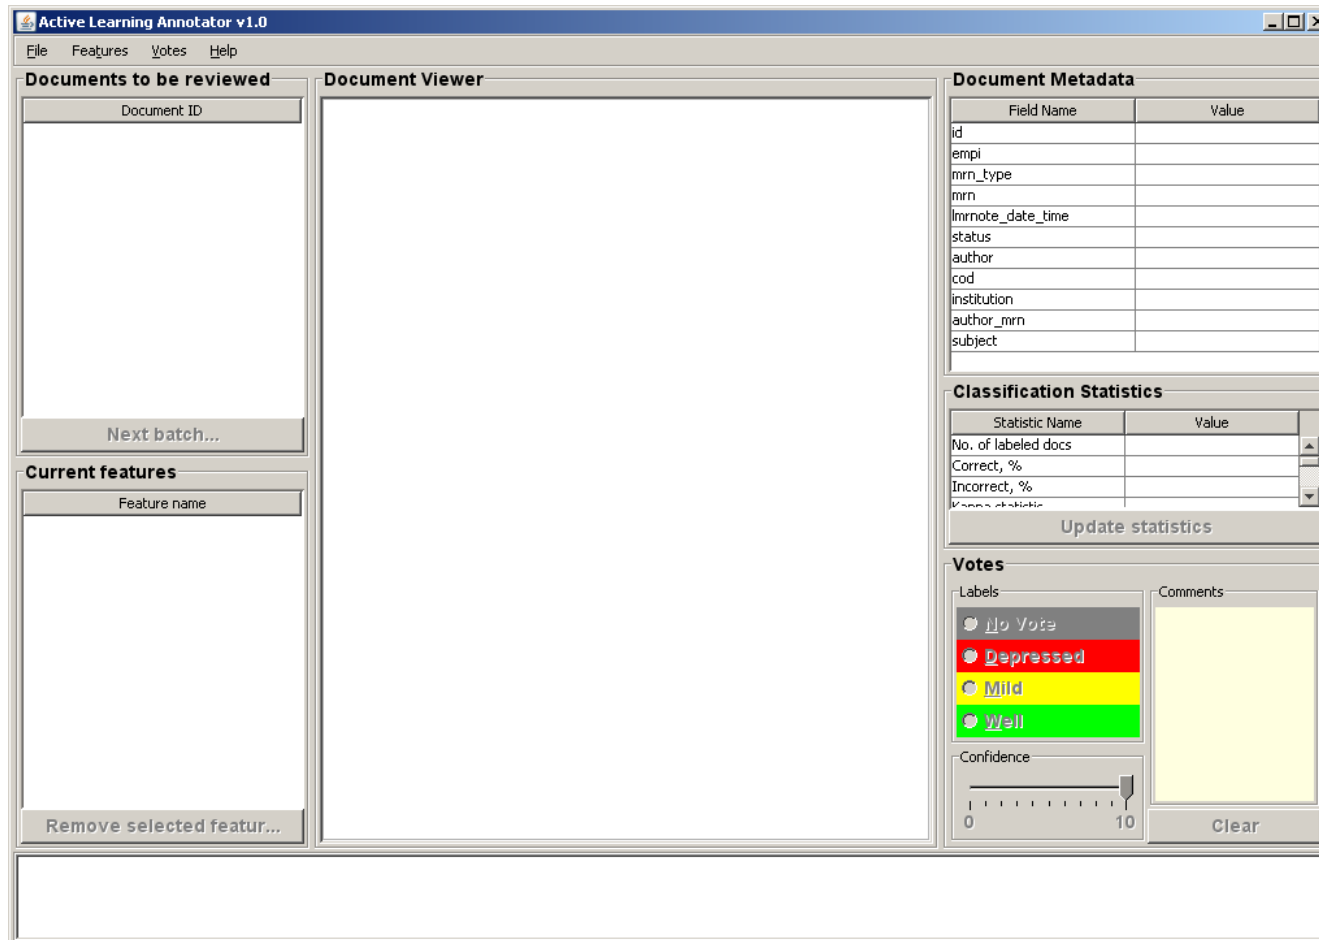 Active Learning Annotator v1.0
File Features Votes Help
Documents to be reviewed
Document ID
Next batch...
Current features
Feature name
Remove selected featur...
Document Viewer
Document Metadata
Field Name Value
id
empi
mrn_type
mrn
lmrnote_date_time
status
author
cod
institution
author_mrn
subject
Classification Statistics
Statistic Name Value
No. of labeled docs
Correct, %
Incorrect, %
Kappa statistic
Update statistics
Votes
Labels
No Vote
Depressed
Mild
Well
Confidence
0 10
Comments
Clear